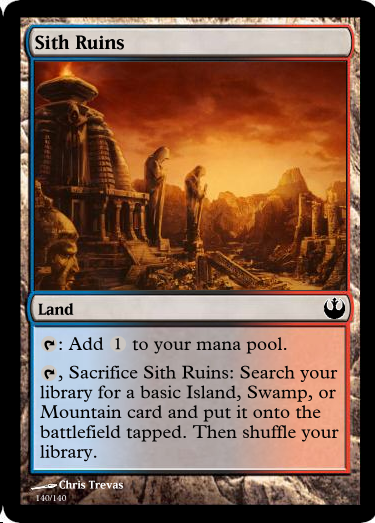 Sith Ruins
Land
: Add 1 to your mana pool.
, Sacrifice Sith Ruins: Search your
library for a basic Island, Swamp, or
Mountain card and put it onto the
battlefield tapped. Then shuffle your
library.
Chris Trevas
140/140